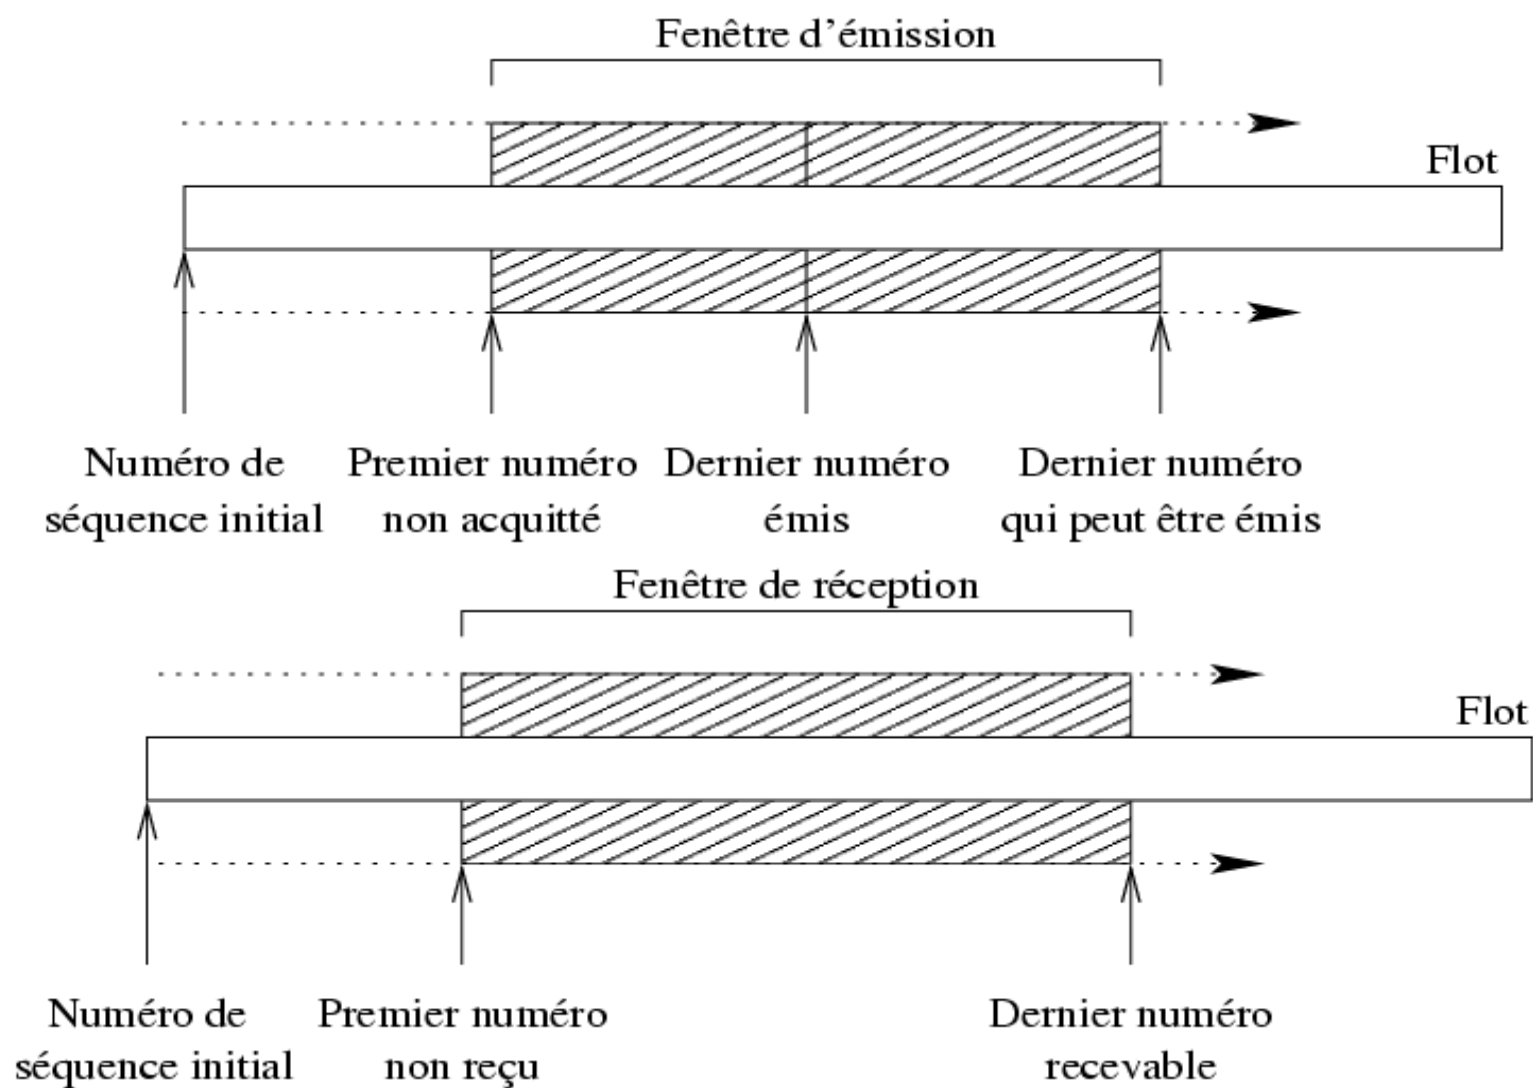 Fenêtre d'émission
Flot
Numéro de Premier numéro Dernier numéro Dernier numéro
séquence initial non acquitté émis qui peut être émis
Fenêtre de réception
Flot
Numéro de Premier numéro Dernier numéro
séquence initial non reçu recevable